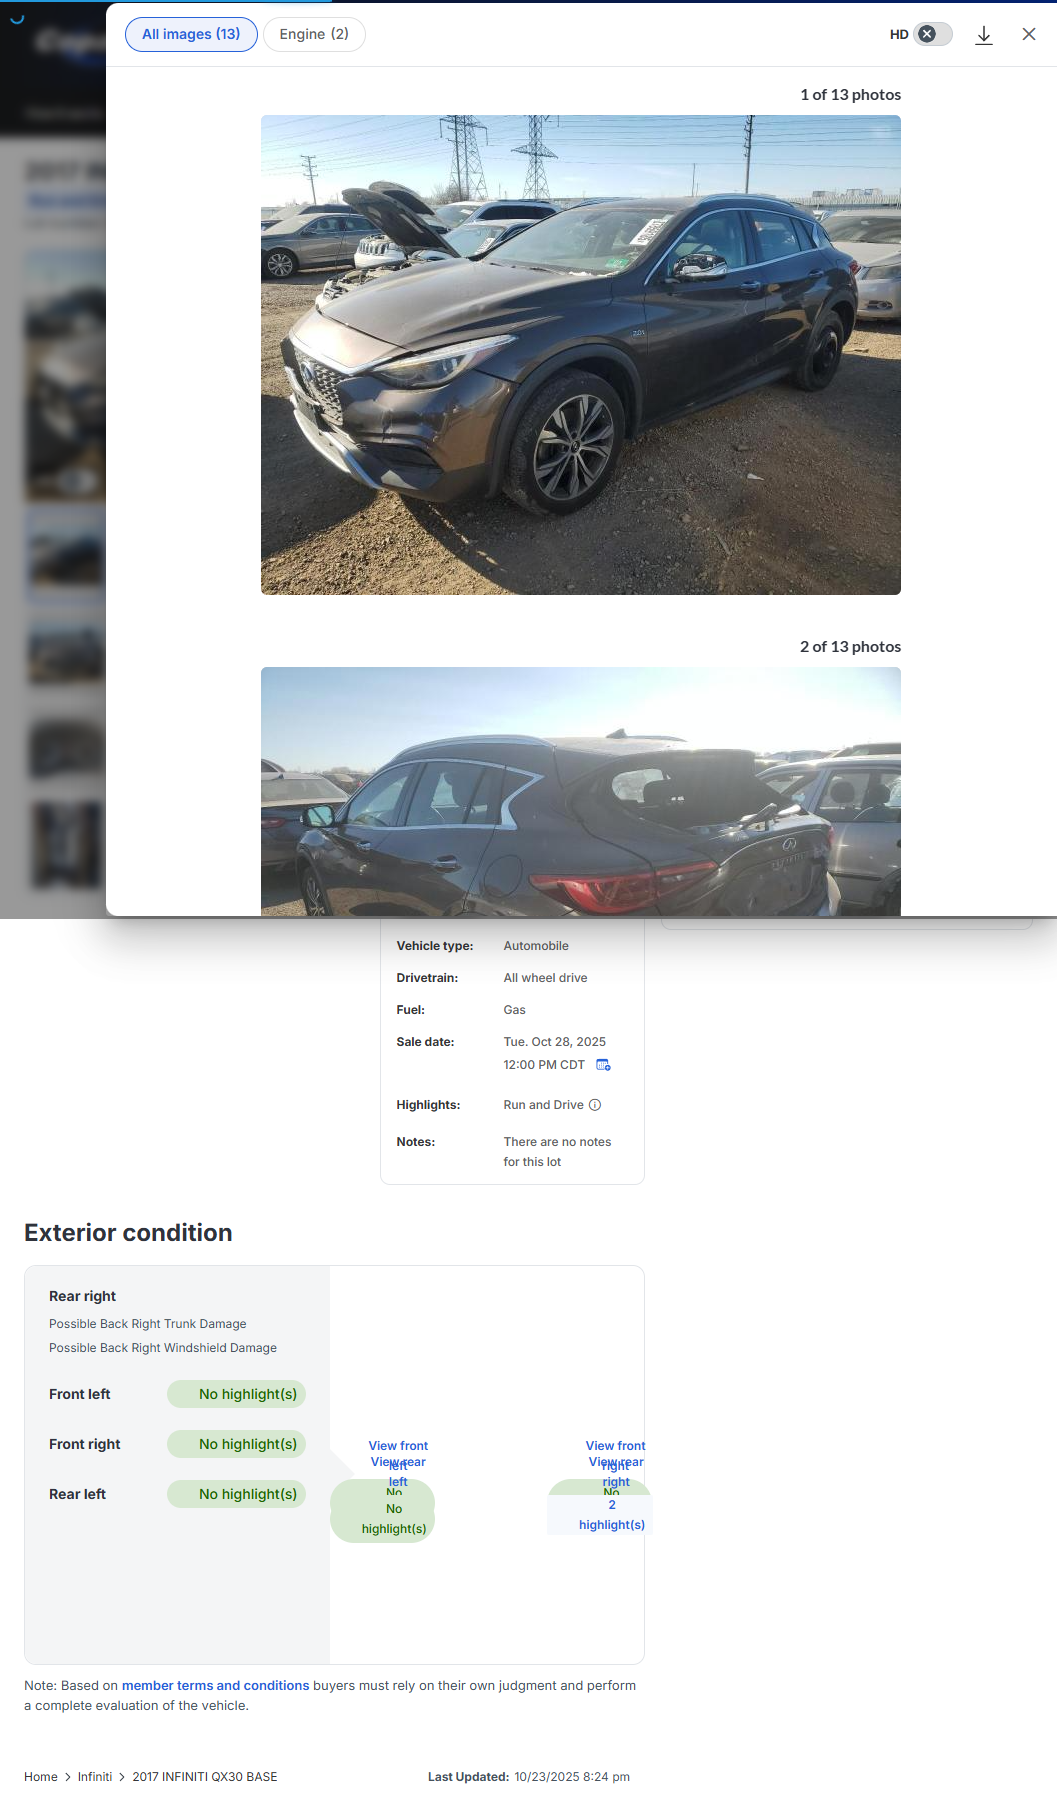 All images (13)
Engine (2)
HD
1 of 13 photos
2.0t
2 of 13 photos
Vehicle type: Automobile
Drivetrain: All wheel drive
Fuel: Gas
Sale date: Tue. Oct 28, 2025
12:00 PM CDT
Highlights: Run and Drive
Notes: There are no notes
for this lot
Exterior condition
Rear right
Possible Back Right Trunk Damage
Possible Back Right Windshield Damage
Front left No highlight(s)
Front right No highlight(s)
Rear left No highlight(s)
View front
left
View rear
left
No
No
highlight(s)
View front
right
View rear
right
No
2
highlight(s)
Note: Based on member terms and conditions buyers must rely on their own judgment and perform
a complete evaluation of the vehicle.
Home > Infiniti > 2017 INFINITI QX30 BASE
Last Updated: 10/23/2025 8:24 pm